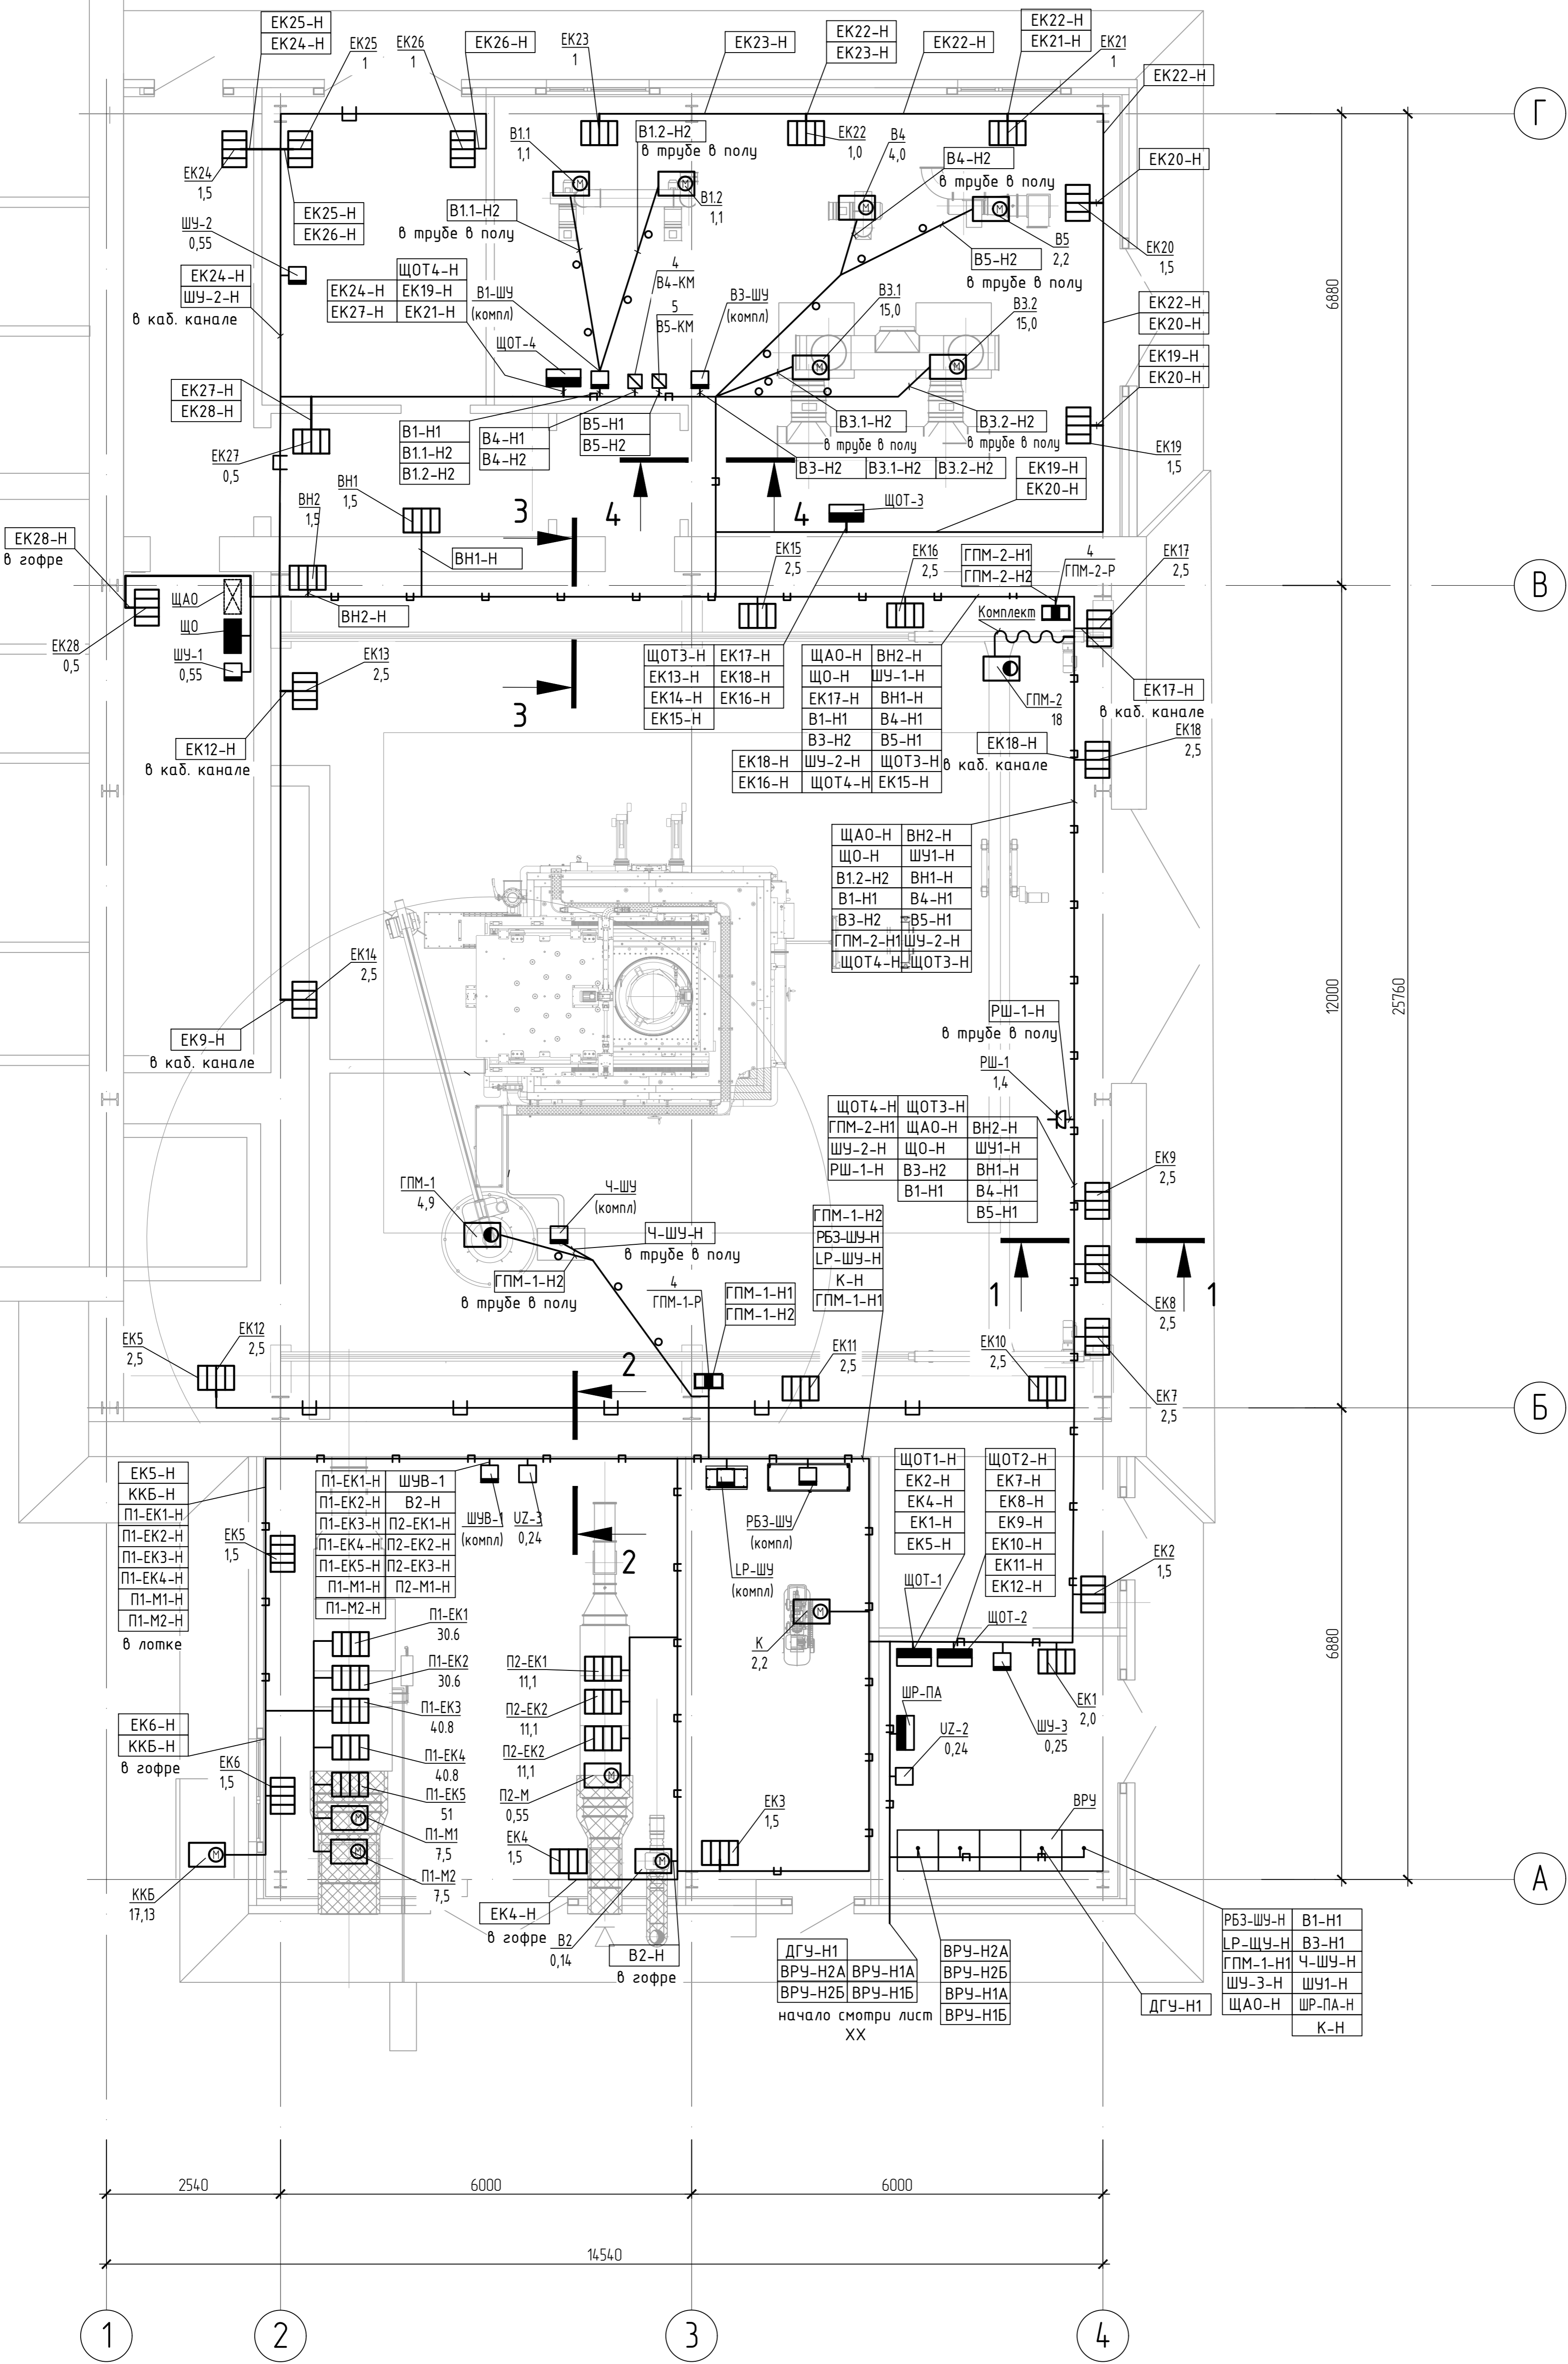 ЕК25-Н
ЕК24-Н
ЕК25
1
ЕК26
1
ЕК26-Н
ЕК23
1
ЕК23-Н
ЕК22-Н
ЕК23-Н
ЕК22-Н
ЕК22-Н
ЕК21-Н
ЕК21
1
ЕК22-Н
Г
ЕК24
1,5
В1.1
1,1
В1.2-Н2
в трубе в полу
ЕК22
1,0
В4
4,0
В4-Н2
в трубе в полу
ЕК20-Н
ЕК25-Н
ЕК26-Н
В1.1-Н2
в трубе в полу
В1.2
1,1
ШУ-2
0,55
В5
2,2
В5-Н2
в трубе в полу
ЕК20
1,5
ЕК24-Н
ШУ-2-Н
в каб. канале
ЩОТ4-Н
ЕК24-Н ЕК19-Н
ЕК27-Н ЕК21-Н
В1-ШУ
(компл)
4
В4-КМ
5
В5-КМ
В3-ШУ
(компл)
В3.1
15,0
В3.2
15,0
ЕК22-Н
ЕК20-Н
6880
ЩОТ-4
ЕК19-Н
ЕК20-Н
ЕК27-Н
ЕК28-Н
ЕК27
0,5
В1-Н1
В1.1-Н2
В1.2-Н2
В4-Н1
В4-Н2
В5-Н1
В5-Н2
В3.1-Н2
в трубе в полу
В3.2-Н2
в трубе в полу
ЕК19
1,5
В3-Н2 В3.1-Н2 В3.2-Н2
ЕК19-Н
ЕК20-Н
ВН2
1,5
ВН1
1,5
3
4
4
ЩОТ-3
ЕК28-Н
в гофре
ВН1-Н
ЕК15
2,5
ЕК16
2,5
ГПМ-2-Н1
ГПМ-2-Н2
4
ГПМ-2-Р
ЕК17
2,5
В
ЩАО
ЩО
ШУ-1
0,55
ВН2-Н
Комплект
ЕК28
0,5
ЕК13
2,5
3
ЩОТ3-Н ЕК17-Н
ЕК13-Н ЕК18-Н
ЕК14-Н ЕК16-Н
ЕК15-Н
ЩАО-Н ВН2-Н
ЩО-Н ШУ-1-Н
ЕК17-Н ВН1-Н
В1-Н1 В4-Н1
В3-Н2 В5-Н1
ЕК18-Н ШУ-2-Н ЩОТ3-Н
ЕК16-Н ЩОТ4-Н ЕК15-Н
ГПМ-2
18
ЕК17-Н
в каб. канале
ЕК12-Н
в каб. канале
ЕК18-Н
в каб. канале
ЕК18
2,5
ЩАО-Н ВН2-Н
ЩО-Н ШУ1-Н
В1.2-Н2 ВН1-Н
В1-Н1 В4-Н1
В3-Н2 В5-Н1
ГПМ-2-Н1 ШУ-2-Н
ЩОТ4-Н ЩОТ3-Н
ЕК14
2,5
ЕК9-Н
в каб. канале
РШ-1-Н
в трубе в полу
12000
25760
РШ-1
1,4
ЩОТ4-Н ЩОТ3-Н
ГПМ-2-Н1 ЩАО-Н ВН2-Н
ШУ-2-Н ЩО-Н ШУ1-Н
РШ-1-Н В3-Н2 ВН1-Н
В1-Н1 В4-Н1
В5-Н1
ЕК9
2,5
ГПМ-1
4,9
Ч-ШУ
(компл)
Ч-ШУ-Н
в трубе в полу
ГПМ-1-Н2
в трубе в полу
ГПМ-1-Н2
РБЗ-ШУ-Н
LP-ШУ-Н
К-Н
ГПМ-1-Н1
4
ГПМ-1-Р
ГПМ-1-Н1
ГПМ-1-Н2
1
1
ЕК8
2,5
ЕК5
2,5
ЕК12
2,5
2
ЕК11
2,5
ЕК10
2,5
ЕК7
2,5
Б
ЕК5-Н
ККБ-Н
П1-ЕК1-Н
П1-ЕК2-Н
П1-ЕК3-Н
П1-ЕК4-Н
П1-М1-Н
П1-М2-Н
в лотке
П1-ЕК1-Н ШУВ-1
П1-ЕК2-Н В2-Н
П1-ЕК3-Н П2-ЕК1-Н
П1-ЕК4-Н П2-ЕК2-Н
П1-ЕК5-Н П2-ЕК3-Н
П1-М1-Н П2-М1-Н
П1-М2-Н
ШУВ-1
(компл)
UZ-3
0,24
2
РБЗ-ШУ
(компл)
LP-ШУ
(компл)
ЩОТ1-Н
ЕК2-Н
ЕК4-Н
ЕК1-Н
ЕК5-Н
ЩОТ2-Н
ЕК7-Н
ЕК8-Н
ЕК9-Н
ЕК10-Н
ЕК11-Н
ЕК12-Н
ЕК5
1,5
ЕК2
1,5
ЩОТ-1
ЩОТ-2
П1-ЕК1
30.6
П1-ЕК2
30.6
П1-ЕК3
40.8
П1-ЕК4
40.8
П1-ЕК5
51
П1-М1
7,5
П1-М2
7,5
П2-ЕК1
11,1
П2-ЕК2
11,1
П2-ЕК2
11,1
П2-М
0,55
К
2,2
6880
ШР-ПА
UZ-2
0,24
ШУ-3
0,25
ЕК1
2,0
ЕК6-Н
ККБ-Н
в гофре
ЕК6
1,5
ЕК4
1,5
ЕК3
1,5
ВРУ
ККБ
17,13
А
ЕК4-Н
в гофре
В2
0,14
В2-Н
в гофре
ДГУ-Н1
ВРУ-Н2А ВРУ-Н1А
ВРУ-Н2Б ВРУ-Н1Б
начало смотри лист
ХХ
ВРУ-Н2А
ВРУ-Н2Б
ВРУ-Н1А
ВРУ-Н1Б
ДГУ-Н1
РБЗ-ШУ-Н В1-Н1
LP-ЩУ-Н В3-Н1
ГПМ-1-Н1 Ч-ШУ-Н
ШУ-3-Н ШУ1-Н
ЩАО-Н ШР-ПА-Н
К-Н
2540
6000
6000
14540
1
2
3
4